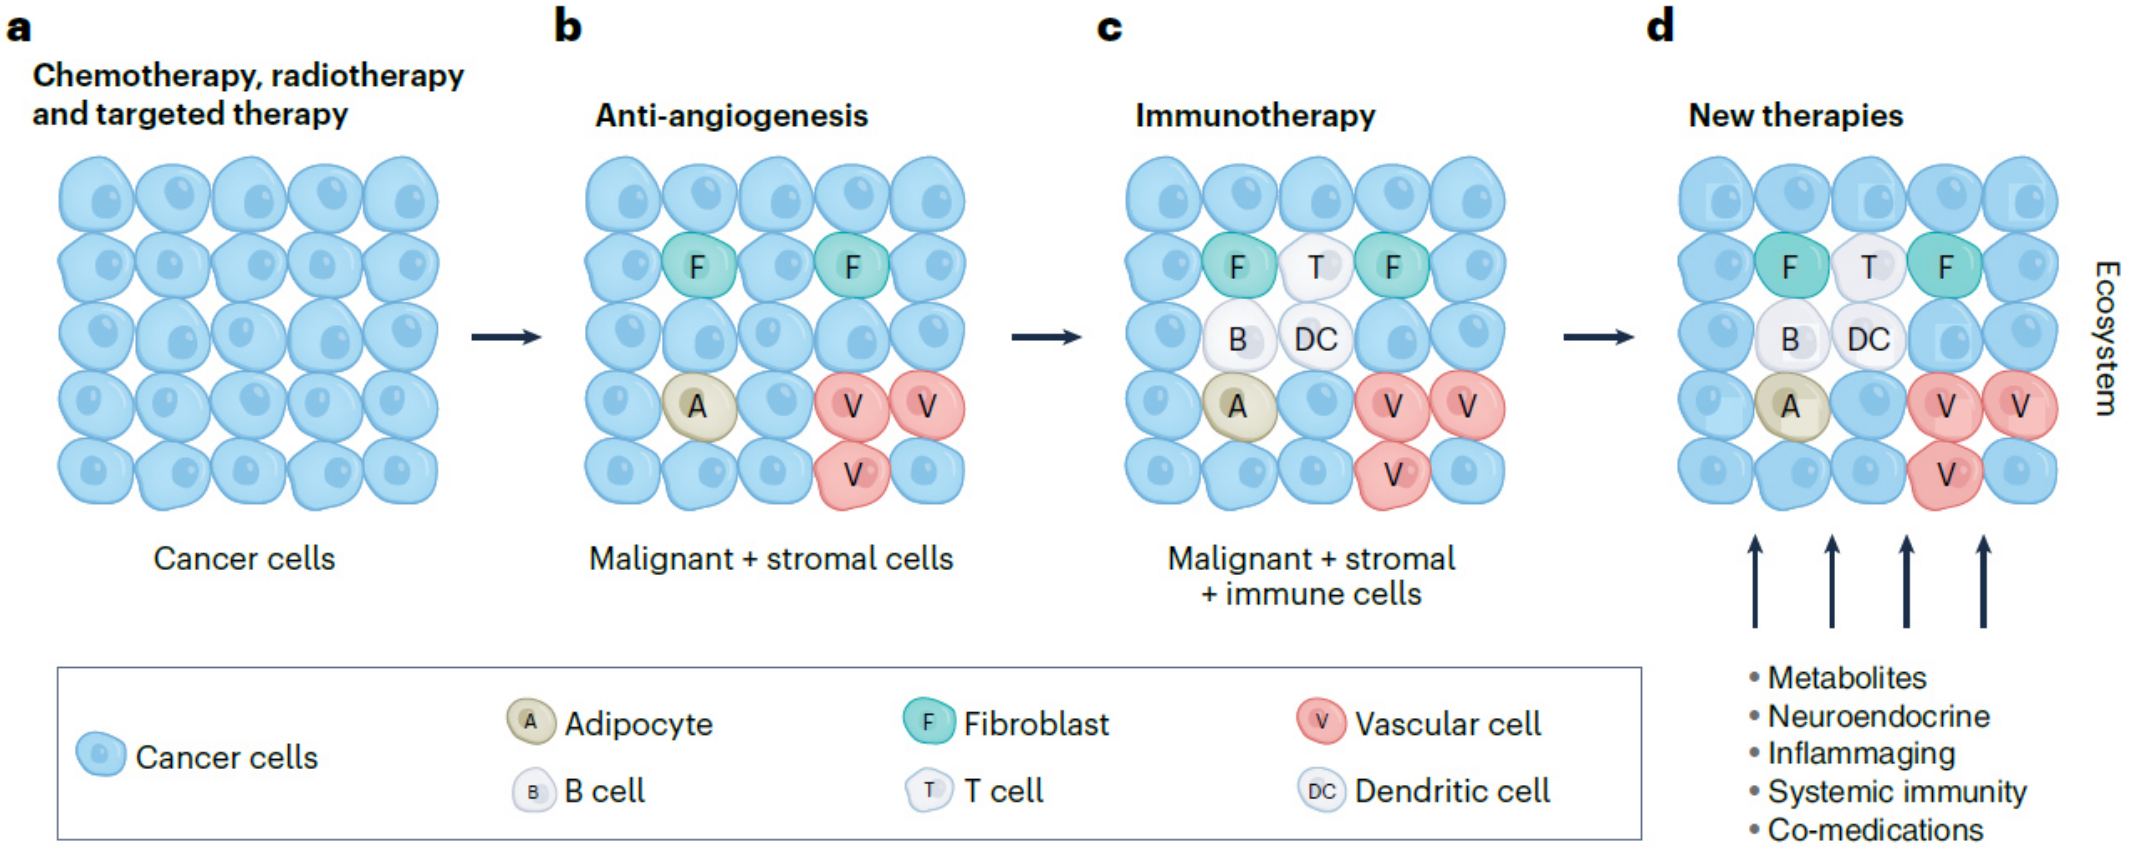 a
Chemotherapy, radiotherapy
and targeted therapy
Cancer cells
b
Anti-angiogenesis
F F
A V V
V
Malignant + stromal cells
c
Immunotherapy
F T F
B DC
A V V
V
Malignant + stromal
+ immune cells
d
New therapies
F T F
B DC
A V V
V
Ecosystem
• Metabolites
• Neuroendocrine
• Inflammaging
• Systemic immunity
• Co-medications
Cancer cells
A Adipocyte
F Fibroblast
V Vascular cell
B B cell
T T cell
DC Dendritic cell